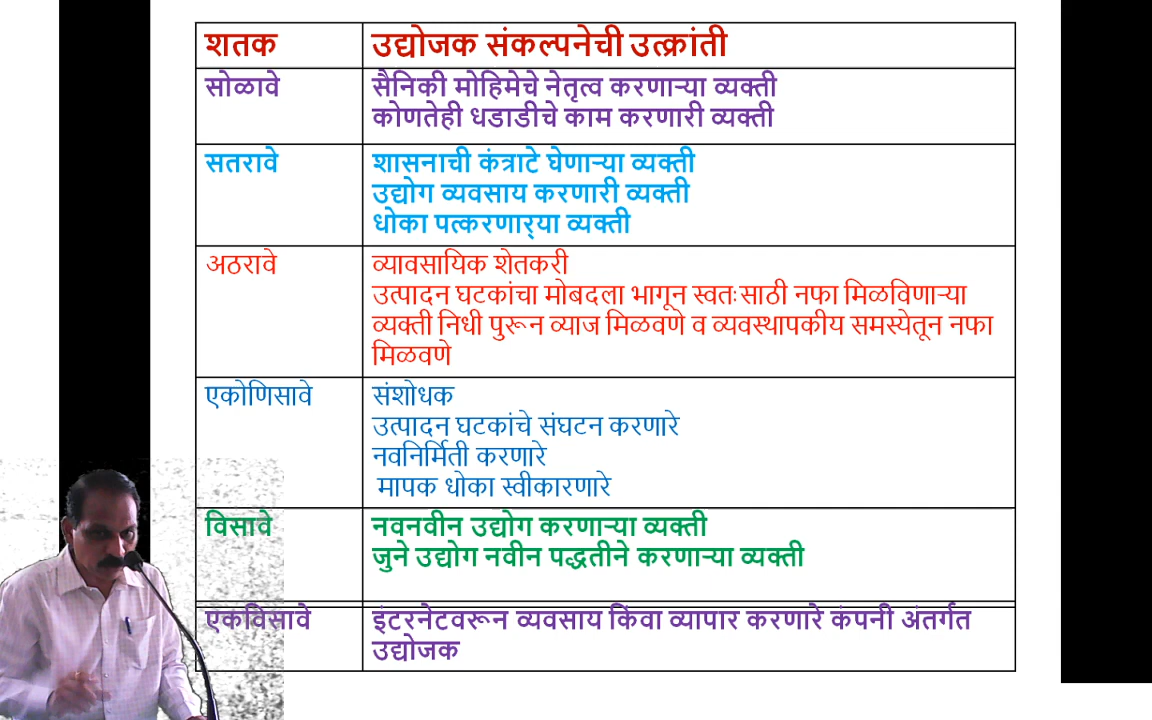 शतक उद्योजक संकल्पनेची उत्क्रांती
सोळावे सैनिकी मोहिमेचे नेतृत्व करणाऱ्या व्यक्ती
कोणतेही धडाडीचे काम करणारी व्यक्ती
सतरावे शासनाची कंत्राटे घेणाऱ्या व्यक्ती
उद्योग व्यवसाय करणारी व्यक्ती
धोका पत्करणाऱ्या व्यक्ती
अठरावे व्यावसायिक शेतकरी
उत्पादन घटकांचा मोबदला भागून स्वतःसाठी नफा मिळविणाऱ्या
व्यक्ती निधी पुरून व्याज मिळवणे व व्यवस्थापकीय समस्येतून नफा
मिळवणे
एकोणिसावे संशोधक
उत्पादन घटकांचे संघटन करणारे
नवनिर्मिती करणारे
मापक धोका स्वीकारणारे
विसावे नवनवीन उद्योग करणाऱ्या व्यक्ती
जुने उद्योग नवीन पद्धतीने करणाऱ्या व्यक्ती
एकविसावे इंटरनेटवरून व्यवसाय किंवा व्यापार करणारे कंपनी अंतर्गत
उद्योजक